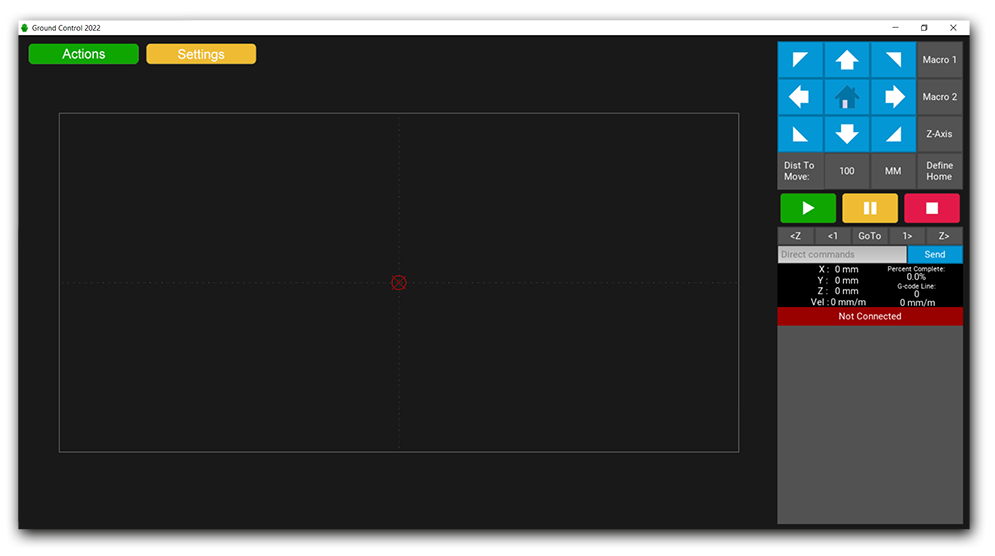 Ground Control 2022
Actions
Settings
Macro 1
Macro 2
Z-Axis
Dist To
Move:
100
MM
Define
Home
<Z
<1
GoTo
1>
Z>
Direct commands
Send
X : 0 mm
Y : 0 mm
Z : 0 mm
Vel : 0 mm/m
Percent Complete:
0.0%
G-code Line:
0
0 mm/m
Not Connected